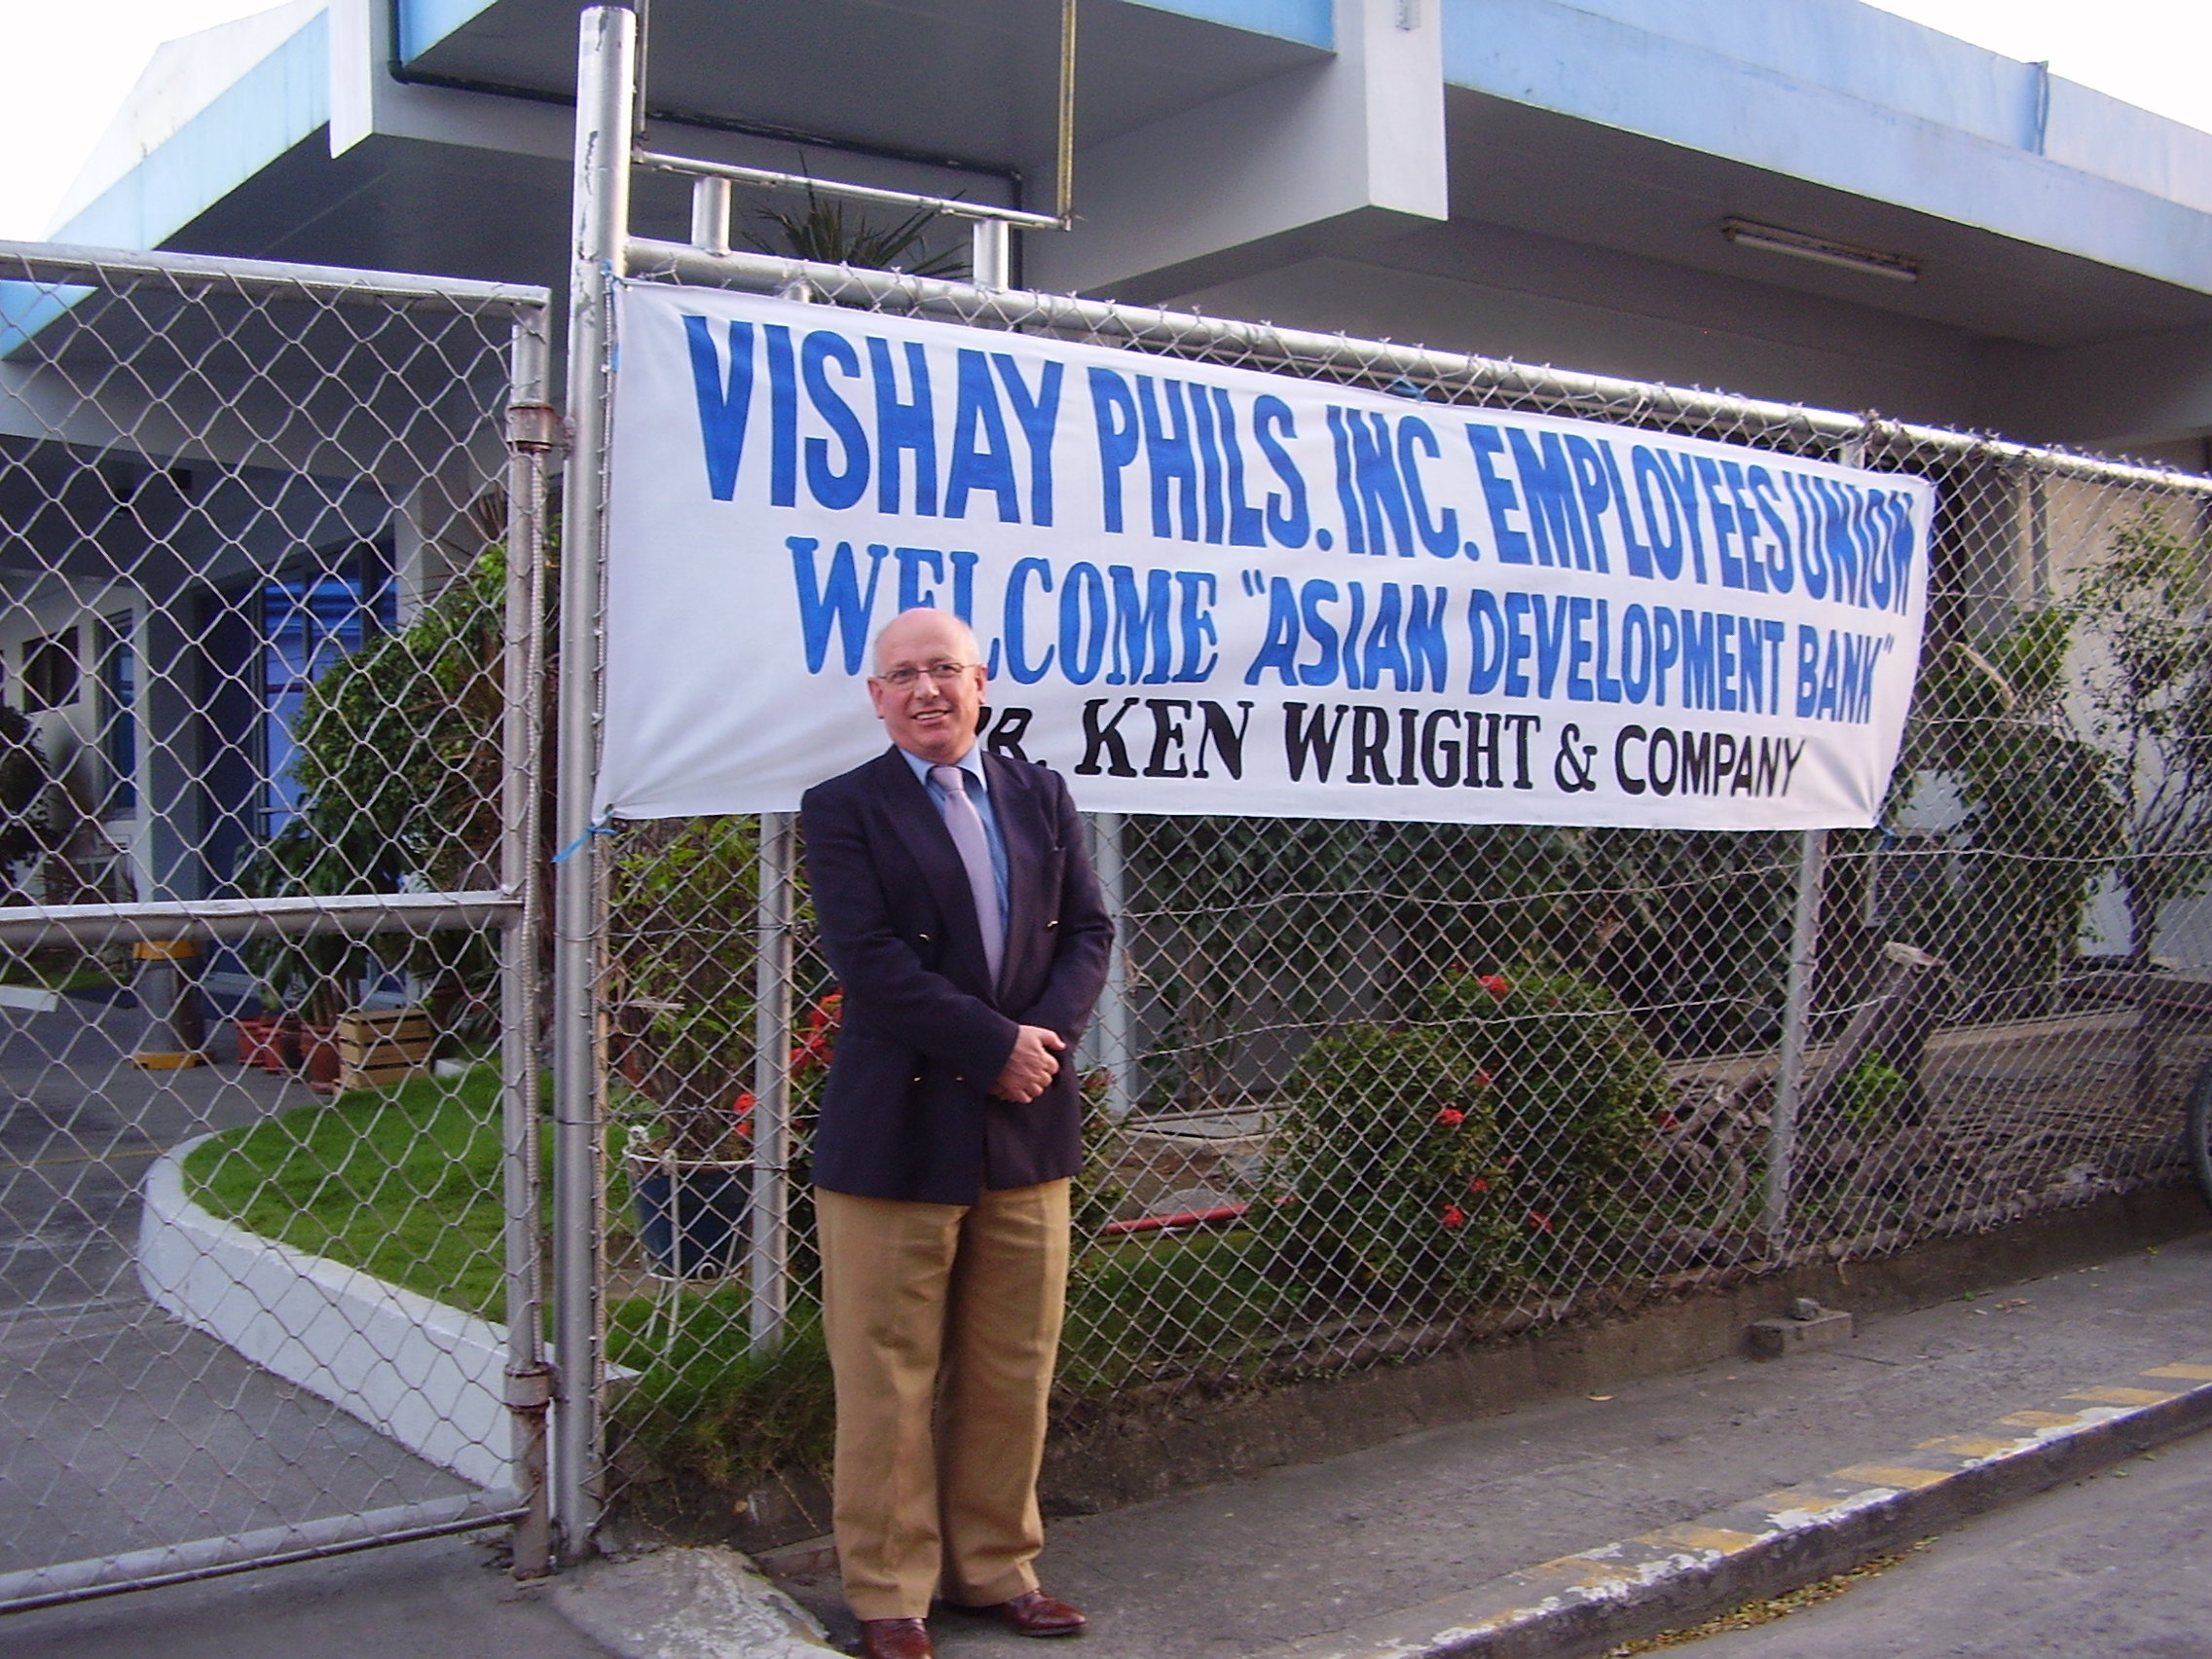 VISHAY PHILS. INC. EMPLOYEES UNION
WELCOME "ASIAN DEVELOPMENT BANK"
KEN WRIGHT & COMPANY